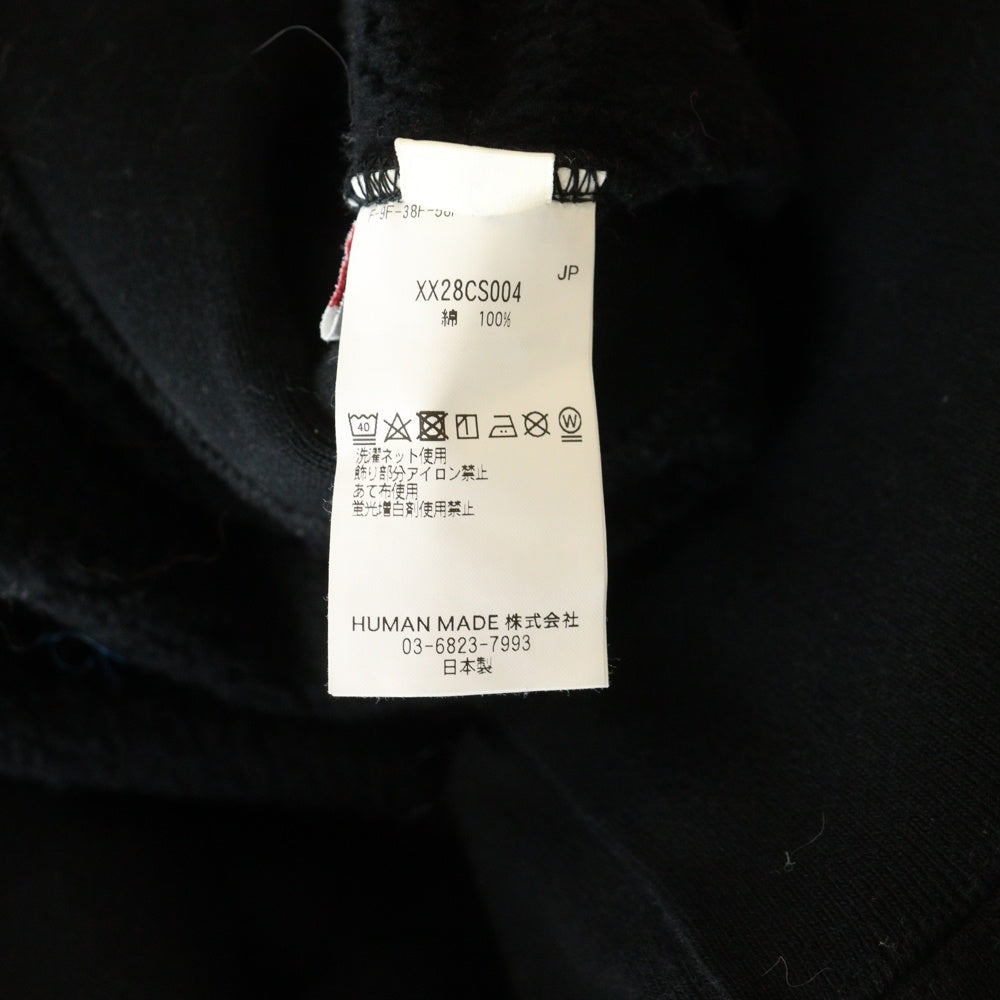 JP
XX28CS004
綿 100%
40 W
洗濯ネット使用
飾り部分アイロン禁止
あて布使用
蛍光増白剤使用禁止
HUMAN MADE 株式会社
03-6823-7993
日本製